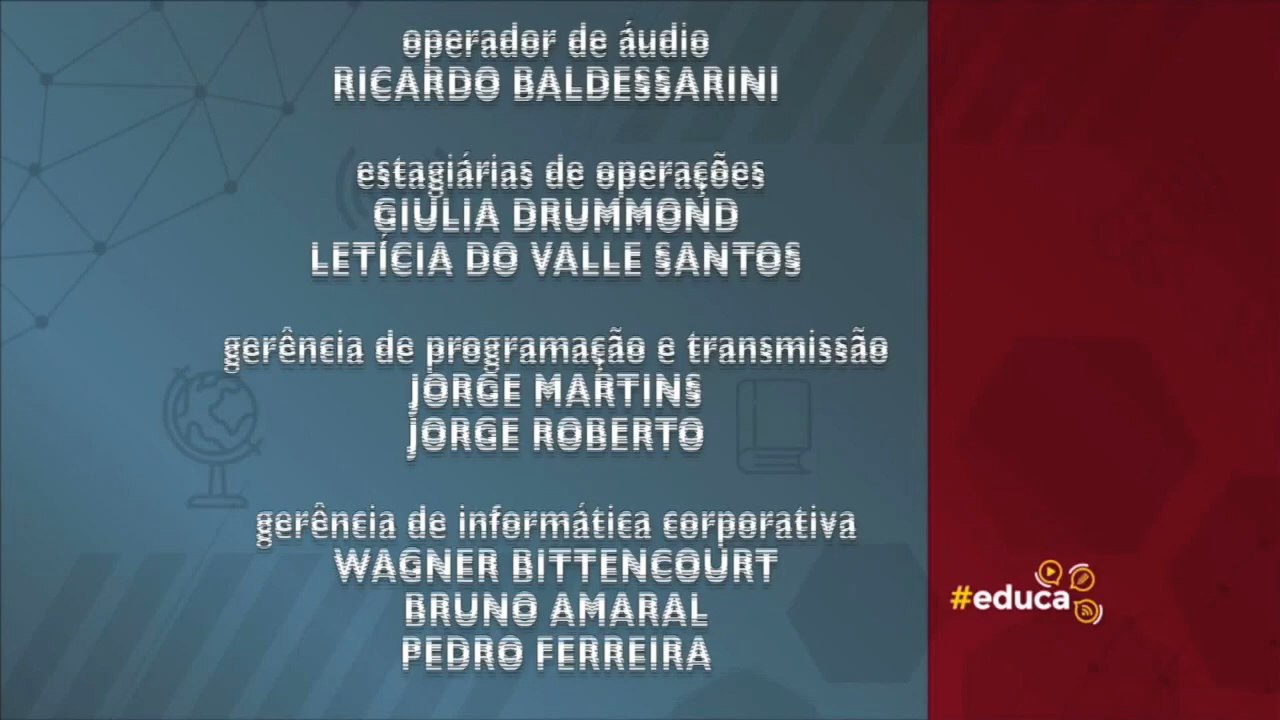 operador de áudio
RICARDO BALDESSARINI
estagiárias de operações
GIULIA DRUMMOND
LETÍCIA DO VALLE SANTOS
gerência de programação e transmissão
JORGE MARTINS
JORGE ROBERTO
gerência de informática corporativa
WAGNER BITTENCOURT
BRUNO AMARAL
PEDRO FERREIRA
#educa